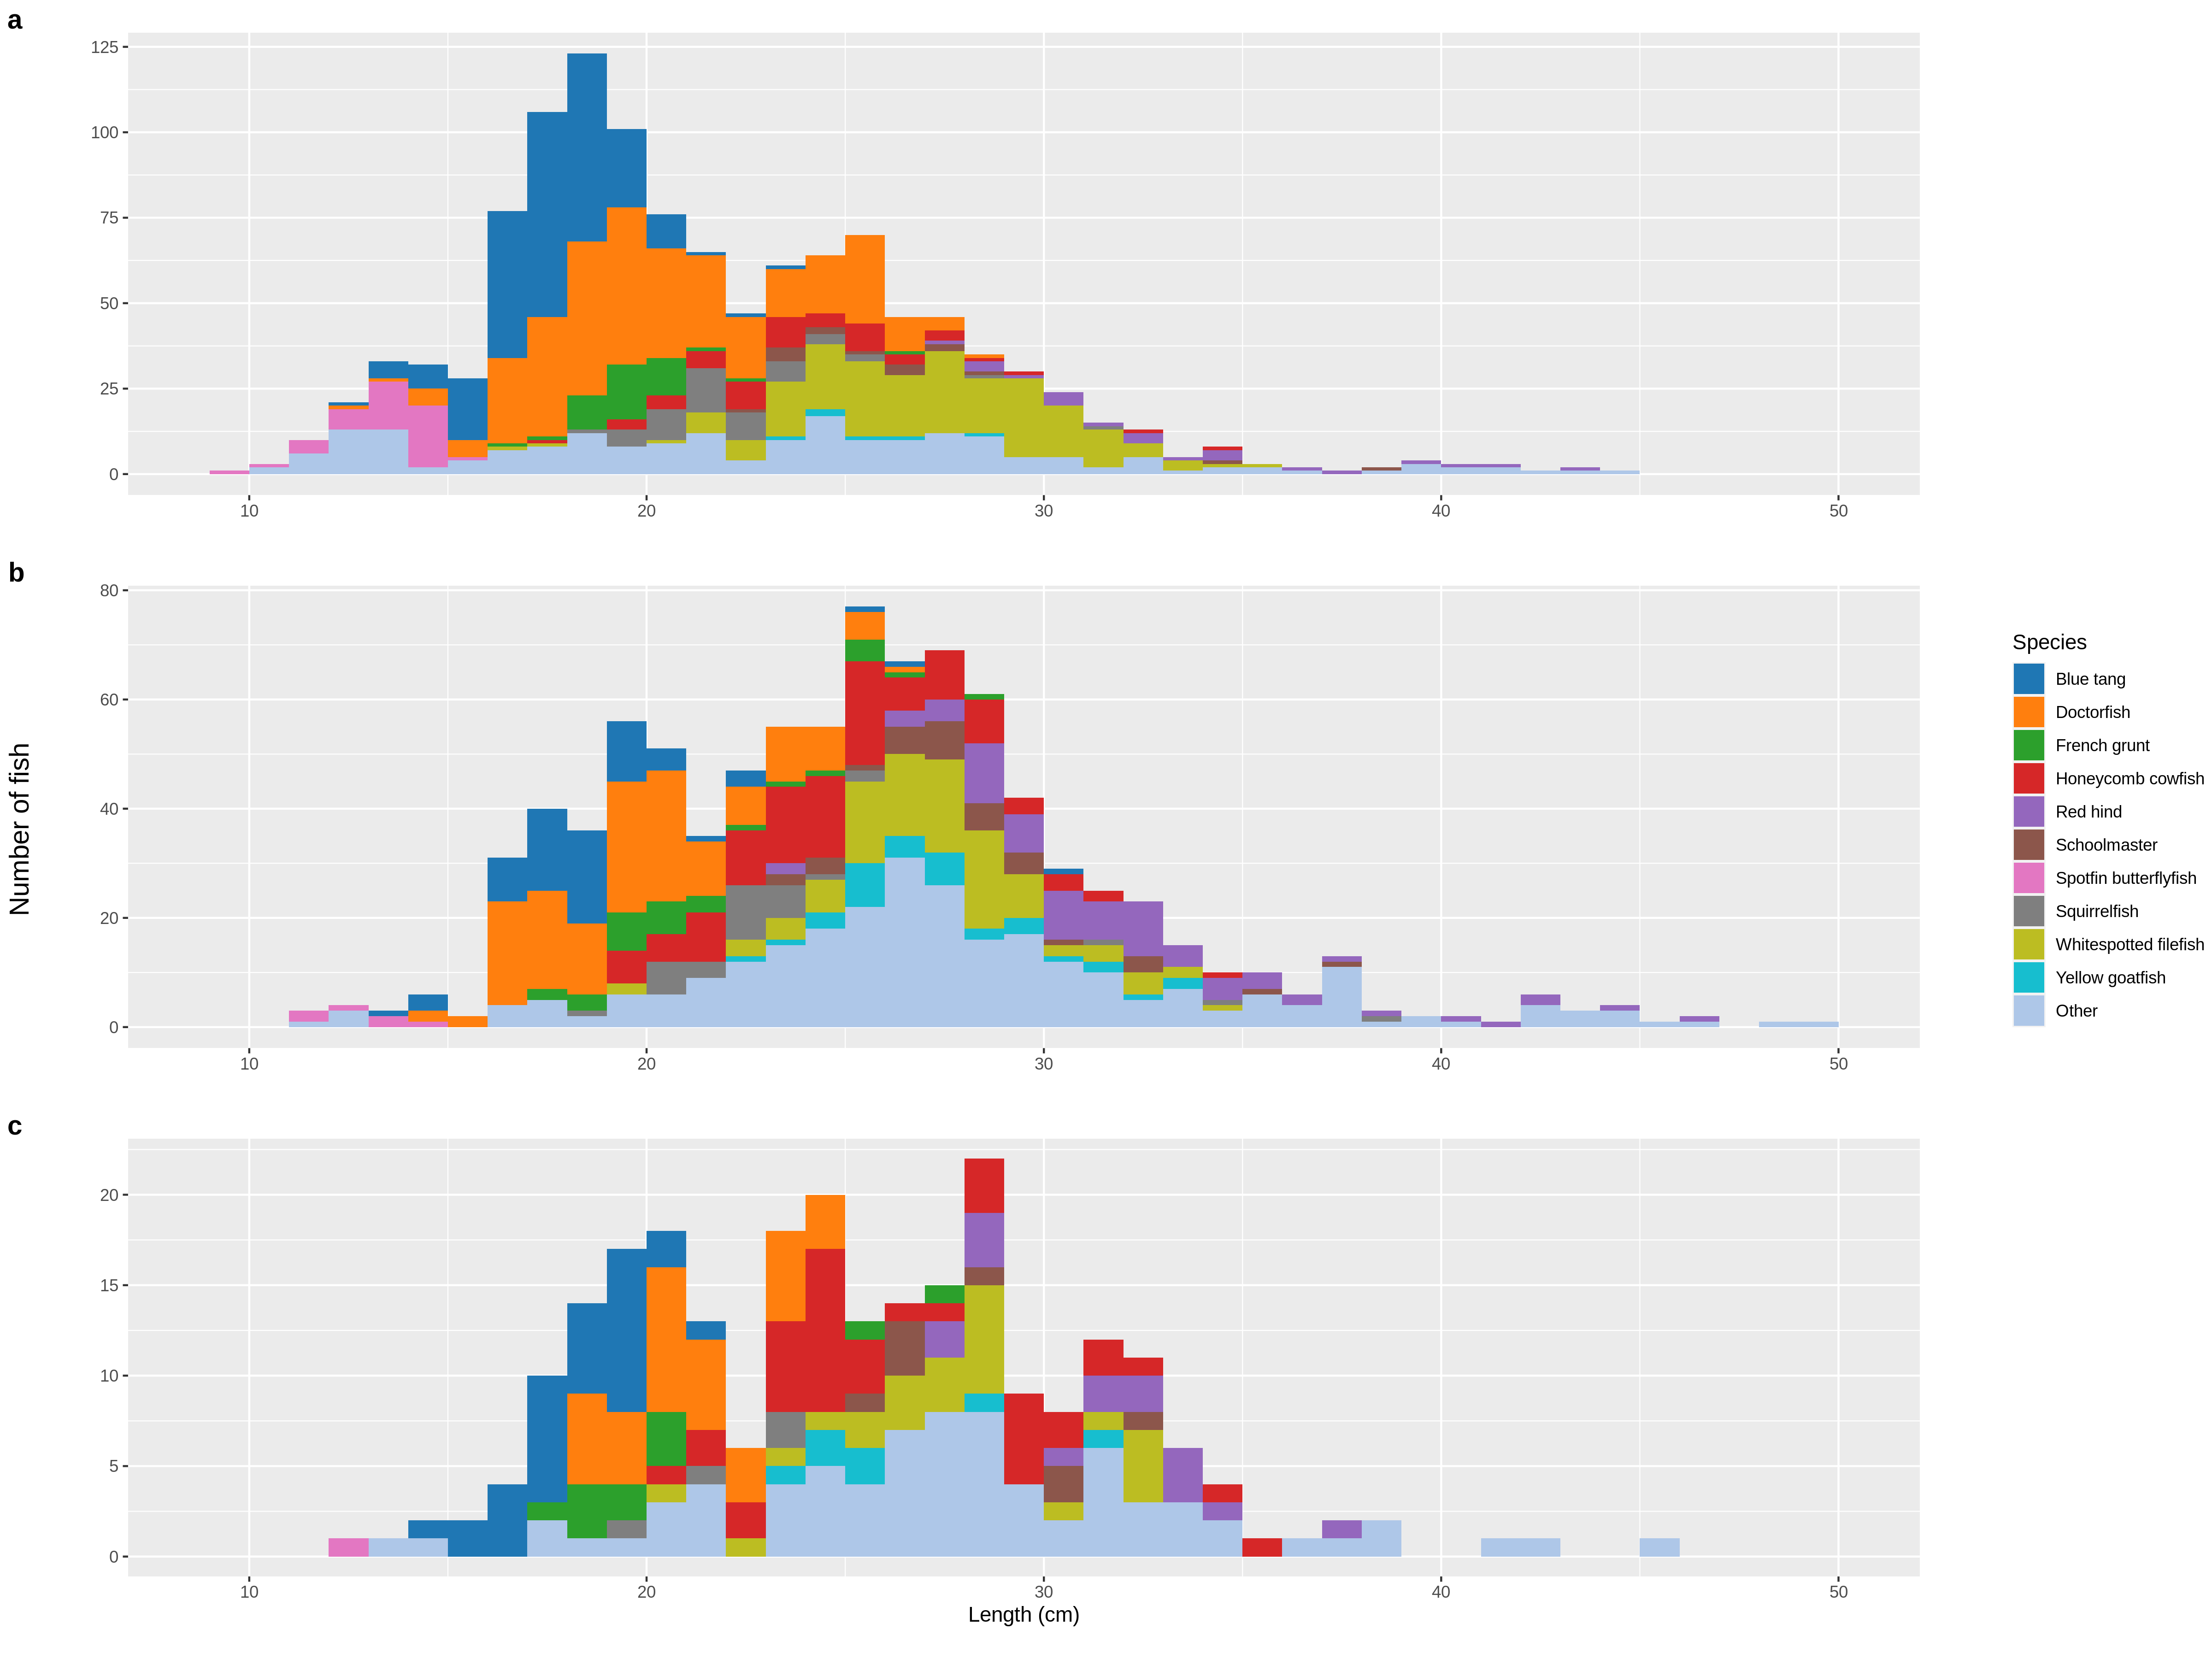 a
125
100
75
50
25
0
10 20 30 40 50
b
80
60
40
20
0
10 20 30 40 50
Number of fish
Species
Blue tang
Doctorfish
French grunt
Honeycomb cowfish
Red hind
Schoolmaster
Spotfin butterflyfish
Squirrelfish
Whitespotted filefish
Yellow goatfish
Other
c
20
15
10
5
0
10 20 30 40 50
Length (cm)